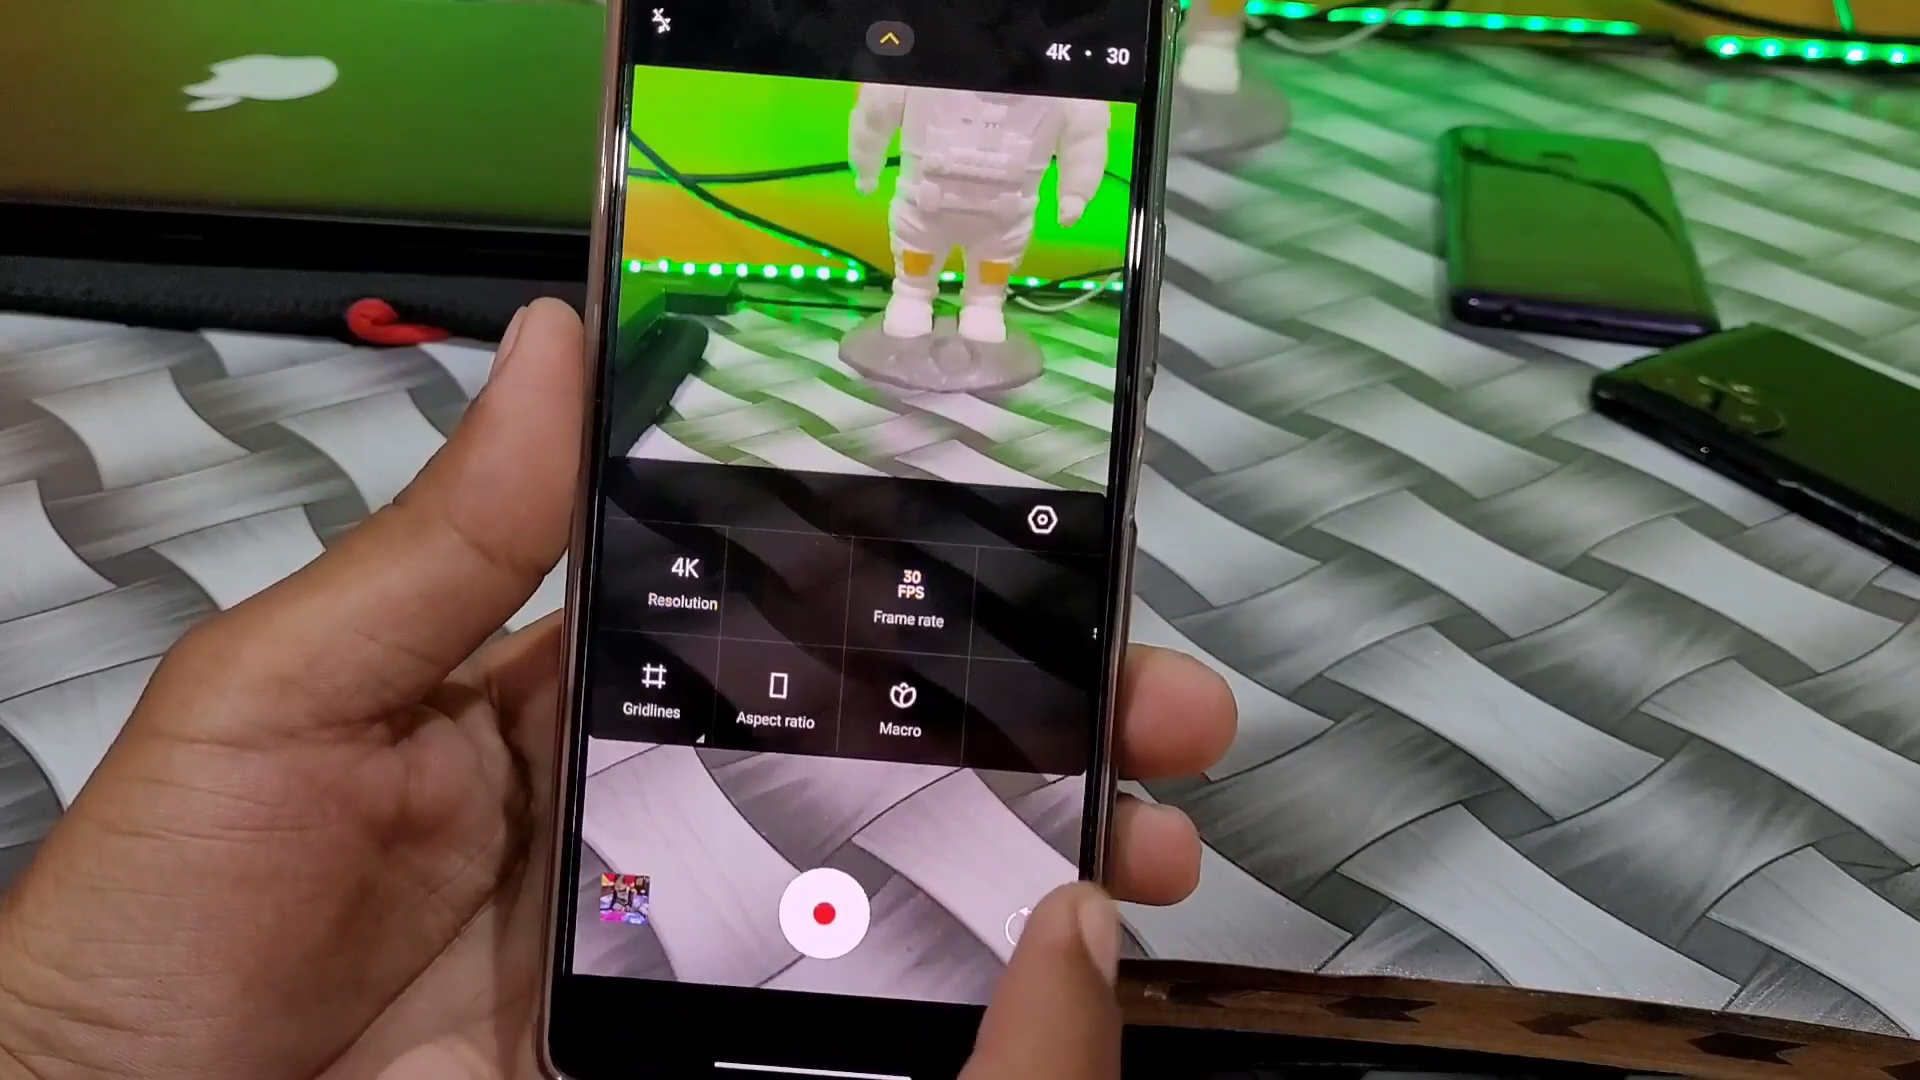 4K • 30
4K
Resolution
30
FPS
Frame rate
Gridlines
Aspect ratio
Macro